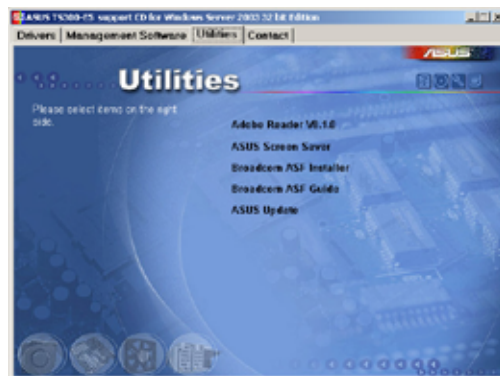 ASUS TS300-E5 support CD for Windows Server 2003 32 bit Edition
Drivers Management Software Utilities Contact
ASUS
Utilities
Please select demo on the right
side.
Adobe Reader V8.1.0
ASUS Screen Saver
Broadcom ASF Installer
Broadcom ASF Guide
ASUS Update